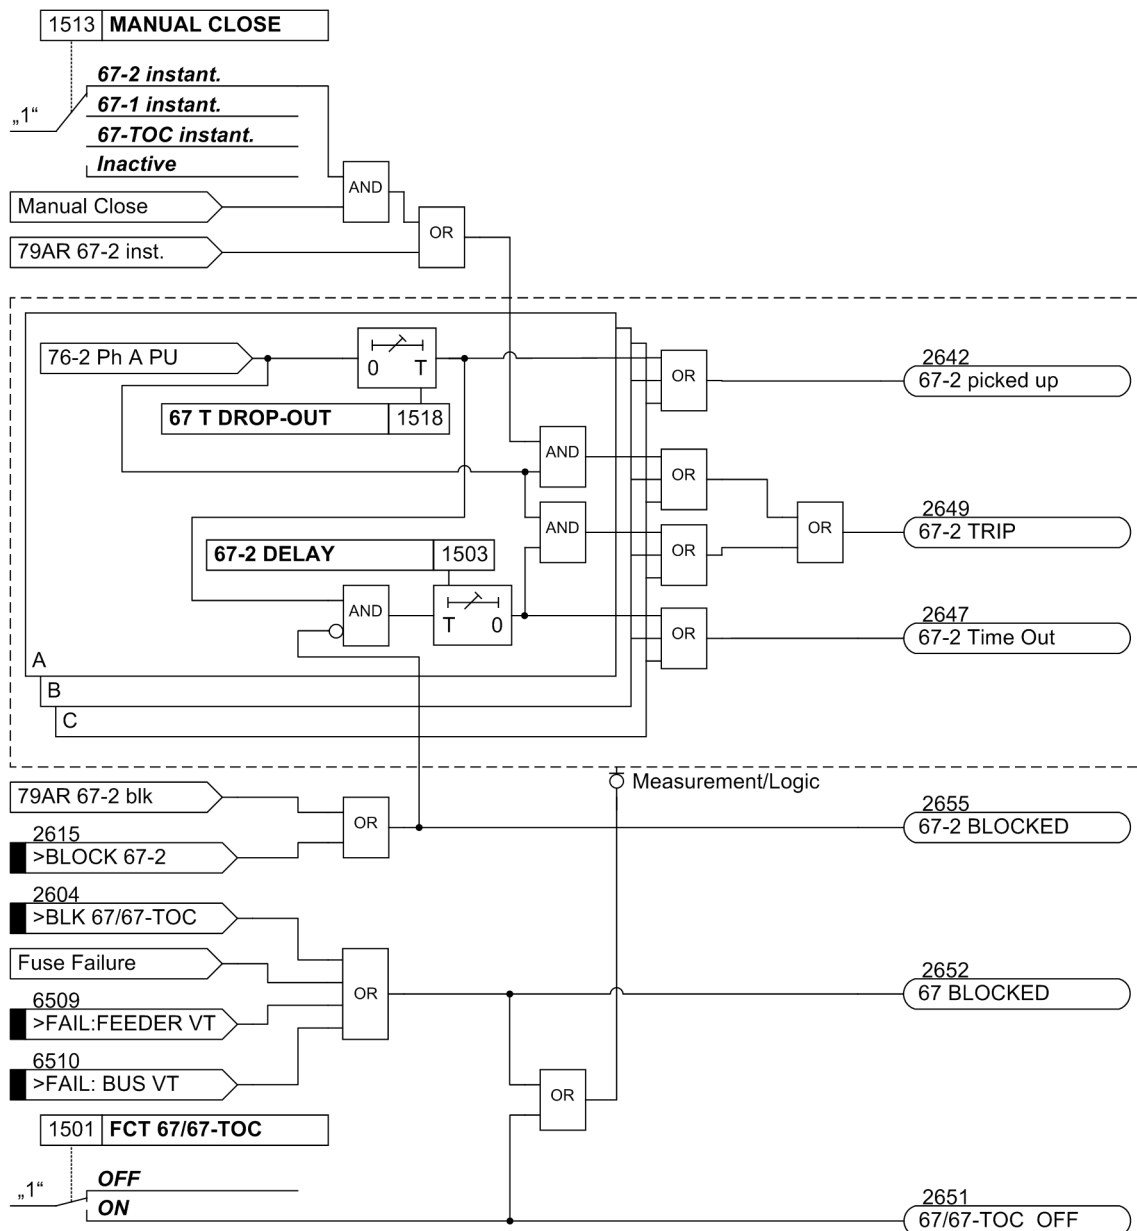 1513 MANUAL CLOSE
67-2 instant.
„1“
67-1 instant.
67-TOC instant.
Inactive
AND
Manual Close
OR
79AR 67-2 inst.
76-2 Ph A PU
0 T
OR
2642
67-2 picked up
67 T DROP-OUT 1518
AND
OR
AND
OR
OR
2649
67-2 TRIP
67-2 DELAY 1503
AND
T 0
OR
2647
67-2 Time Out
A
B
C
Measurement/Logic
79AR 67-2 blk
OR
2655
67-2 BLOCKED
2615
>BLOCK 67-2
2604
>BLK 67/67-TOC
Fuse Failure
OR
2652
67 BLOCKED
6509
>FAIL:FEEDER VT
6510
>FAIL: BUS VT
OR
1501 FCT 67/67-TOC
OFF
„1“
ON
2651
67/67-TOC OFF